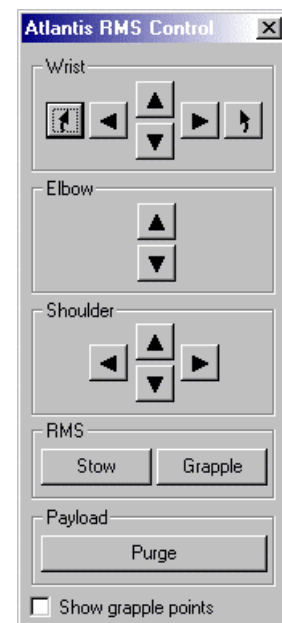 Atlantis RMS Control
Wrist
Elbow
Shoulder
RMS
Stow Grapple
Payload
Purge
Show grapple points